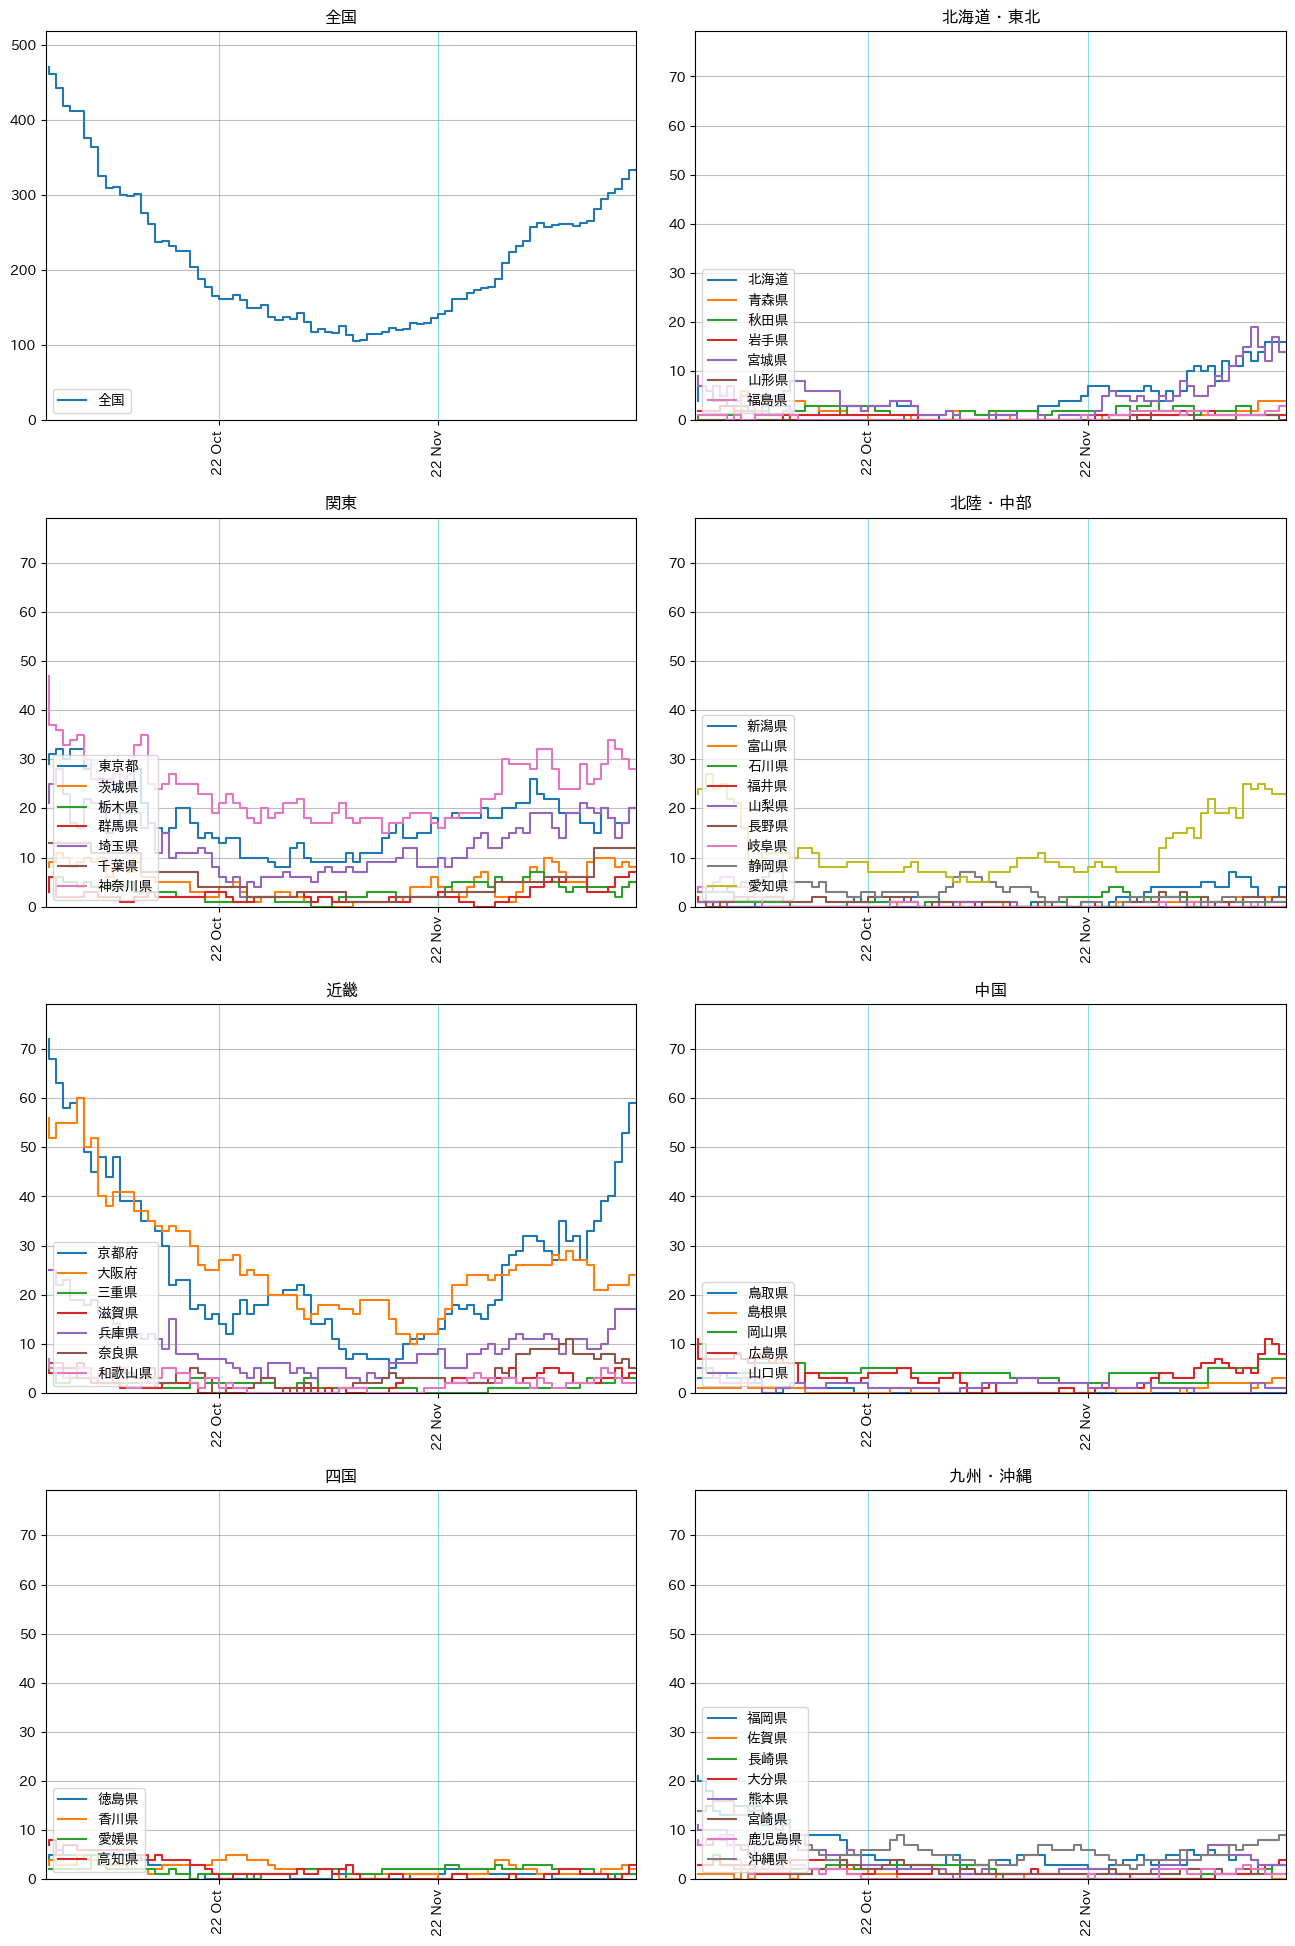 全国
500
400
300
200
100
0
全国
22 Oct
22 Nov
北海道・東北
70
60
50
40
30
20
10
0
北海道
青森県
秋田県
岩手県
宮城県
山形県
福島県
22 Oct
22 Nov
関東
70
60
50
40
30
20
10
0
東京都
茨城県
栃木県
群馬県
埼玉県
千葉県
神奈川県
22 Oct
22 Nov
北陸・中部
70
60
50
40
30
20
10
0
新潟県
富山県
石川県
福井県
山梨県
長野県
岐阜県
静岡県
愛知県
22 Oct
22 Nov
近畿
70
60
50
40
30
20
10
0
京都府
大阪府
三重県
滋賀県
兵庫県
奈良県
和歌山県
22 Oct
22 Nov
中国
70
60
50
40
30
20
10
0
鳥取県
島根県
岡山県
広島県
山口県
22 Oct
22 Nov
四国
70
60
50
40
30
20
10
0
徳島県
香川県
愛媛県
高知県
22 Oct
22 Nov
九州・沖縄
70
60
50
40
30
20
10
0
福岡県
佐賀県
長崎県
大分県
熊本県
宮崎県
鹿児島県
沖縄県
22 Oct
22 Nov